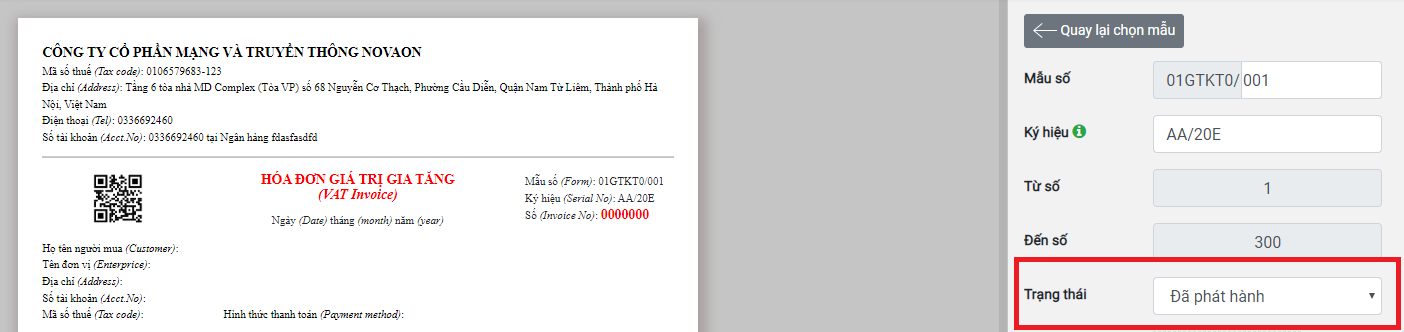 CÔNG TY CỔ PHẦN MẠNG VÀ TRUYỀN THÔNG NOVAON
Mã số thuế (Tax code): 0106579683-123
Địa chỉ (Address): Tầng 6 tòa nhà MD Complex (Tòa VP) số 68 Nguyễn Cơ Thạch, Phường Cầu Diễn, Quận Nam Từ Liêm, Thành phố Hà
Nội, Việt Nam
Điện thoại (Tel): 0336692460
Số tài khoản (Acct.No): 0336692460 tại Ngân hàng fdasfasdfd
HÓA ĐƠN GIÁ TRỊ GIA TĂNG
(VAT Invoice)
Ngày (Date) tháng (month) năm (year)
Mẫu số (Form): 01GTKT0/001
Ký hiệu (Serial No): AA/20E
Số (Invoice No): 0000000
Họ tên người mua (Customer):
Tên đơn vị (Enterprice):
Địa chỉ (Address):
Số tài khoản (Acct.No):
Mã số thuế (Tax code): Hình thức thanh toán (Payment method):
Quay lại chọn mẫu
Mẫu số 01GTKT0/ 001
Ký hiệu AA/20E
Từ số 1
Đến số 300
Trạng thái Đã phát hành